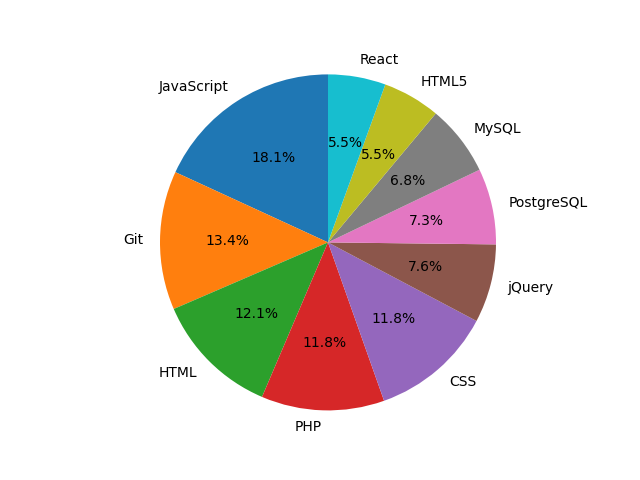 React
HTML5
JavaScript
MySQL
5.5%
5.5%
18.1%
6.8%
PostgreSQL
7.3%
Git
13.4%
7.6%
jQuery
12.1%
11.8%
11.8%
HTML
CSS
PHP